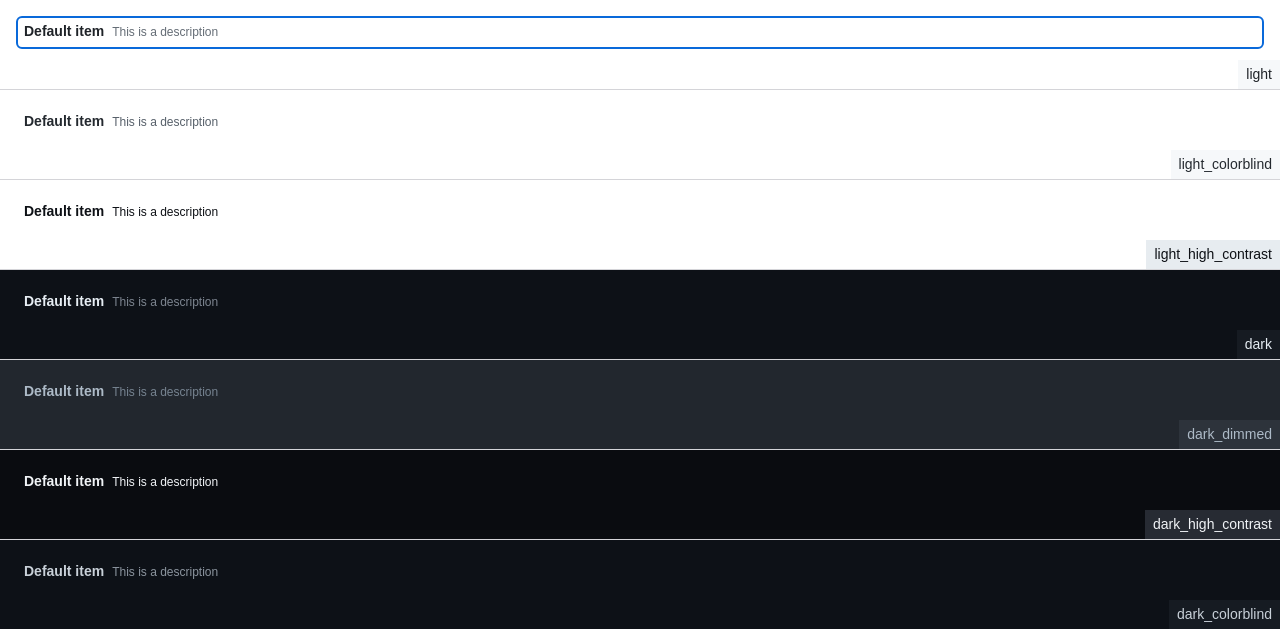 Default item This is a description
light
Default item This is a description
light_colorblind
Default item This is a description
light_high_contrast
Default item This is a description
dark
Default item This is a description
dark_dimmed
Default item This is a description
dark_high_contrast
Default item This is a description
dark_colorblind